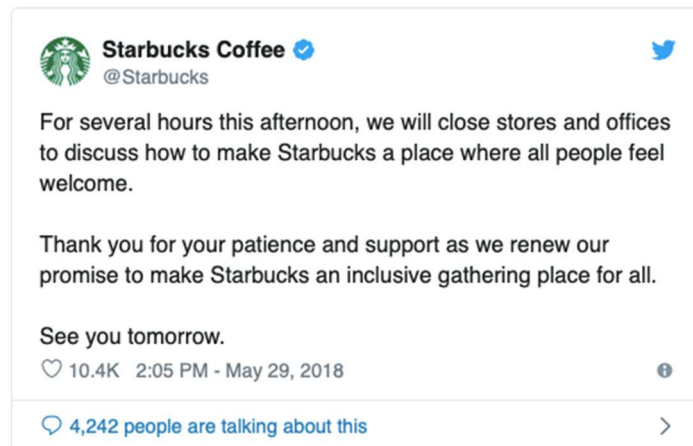 Starbucks Coffee
@Starbucks
For several hours this afternoon, we will close stores and offices
to discuss how to make Starbucks a place where all people feel
welcome.
Thank you for your patience and support as we renew our
promise to make Starbucks an inclusive gathering place for all.
See you tomorrow.
10.4K 2:05 PM - May 29, 2018
4,242 people are talking about this